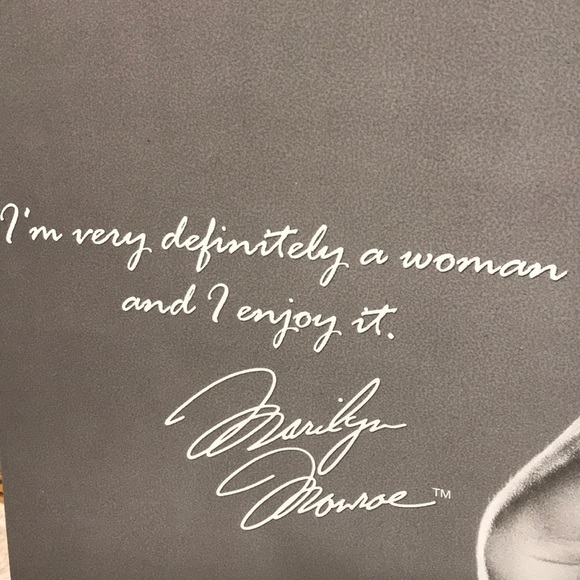 I'm very definitely a woman
and I enjoy it.
Marilyn
Monroe™